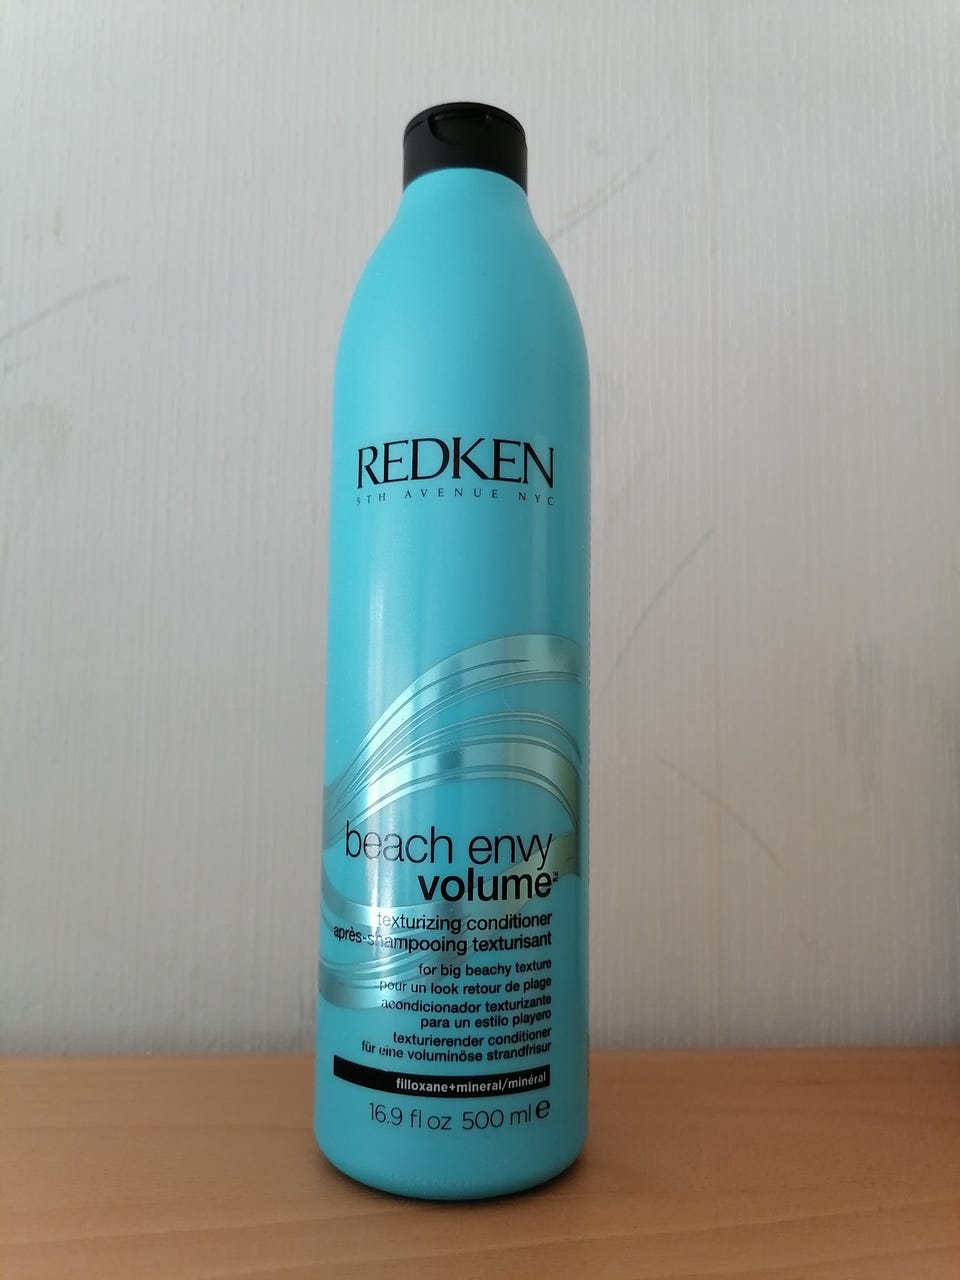 REDKEN
5TH AVENUE NYC
beach envy
volume™
texturizing conditioner
après-shampooing texturisant
for big beachy texture
pour un look retour de plage
acondicionador texturizante
para un estilo playero
texturierender conditioner
für eine voluminöse strandfrisur
filloxane+mineral/minéral
16.9 fl oz 500 ml ℮